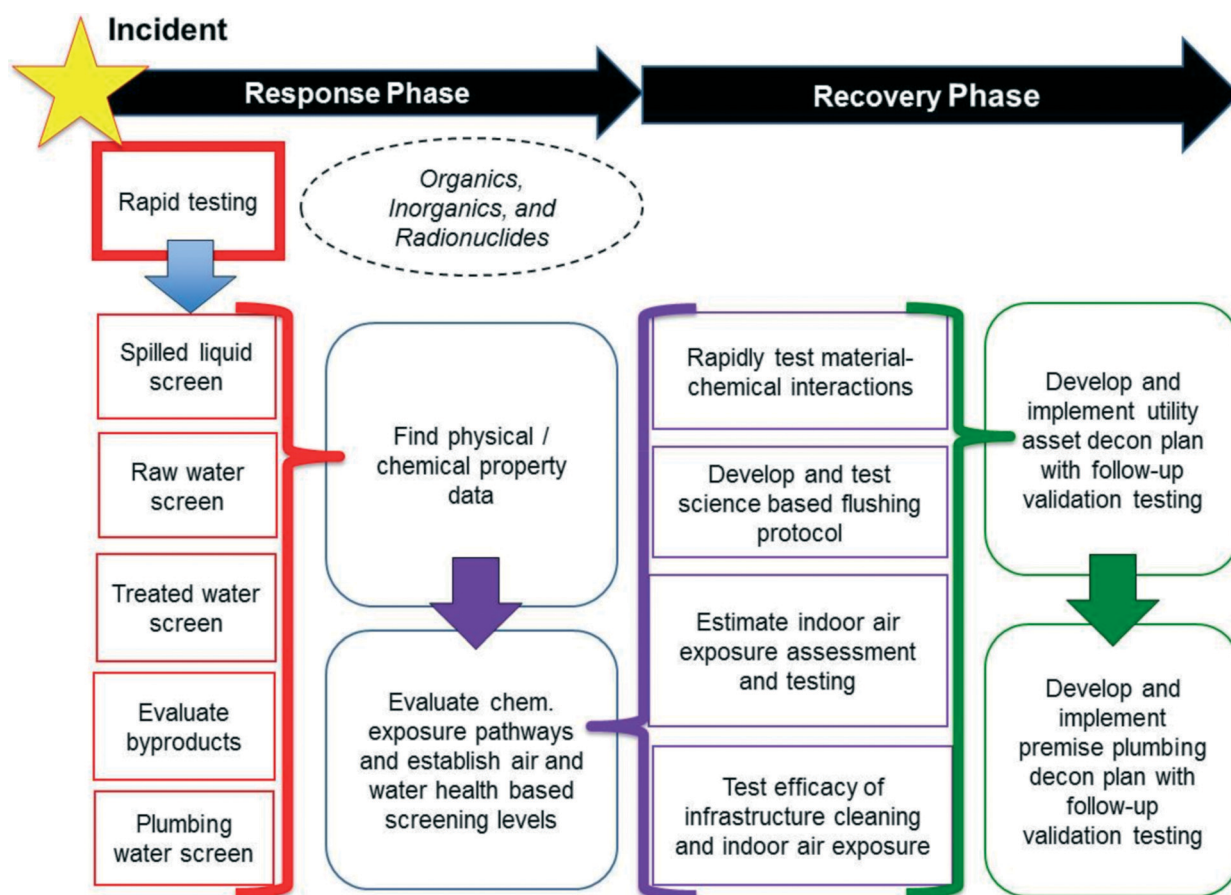 Incident
Response Phase
Recovery Phase
Rapid testing
Organics,
Inorganics, and
Radionuclides
Spilled liquid
screen
Raw water
screen
Treated water
screen
Evaluate
byproducts
Plumbing
water screen
Find physical /
chemical property
data
Evaluate chem.
exposure pathways
and establish air and
water health based
screening levels
Rapidly test material-
chemical interactions
Develop and test
science based flushing
protocol
Estimate indoor air
exposure assessment
and testing
Test efficacy of
infrastructure cleaning
and indoor air exposure
Develop and
implement utility
asset decon plan
with follow-up
validation testing
Develop and
implement
premise plumbing
decon plan with
follow-up
validation testing